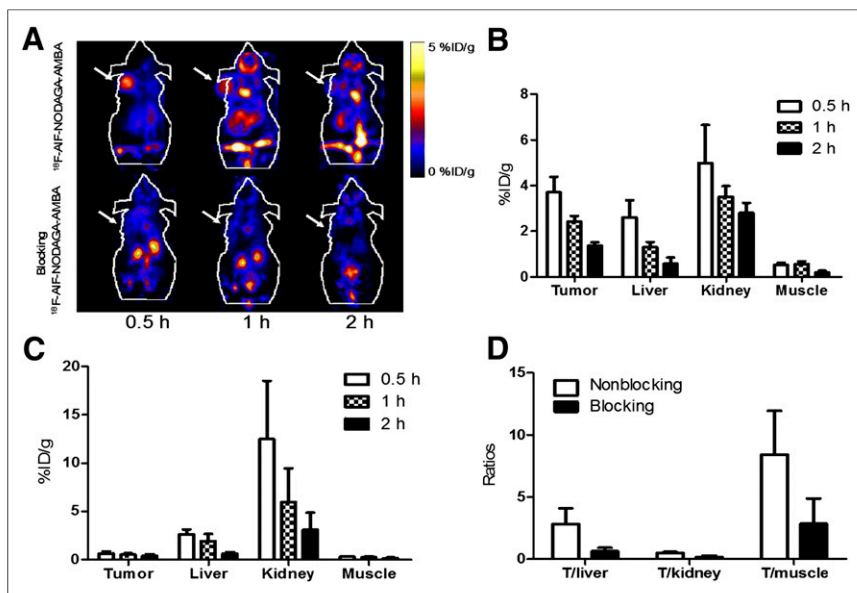 A
¹⁸F-AlF-NODAGA-AMBA
5 %ID/g
0 %ID/g
Blocking
¹⁸F-AlF-NODAGA-AMBA
0.5 h
1 h
2 h
B
8
6
4
2
0
%ID/g
0.5 h
1 h
2 h
Tumor
Liver
Kidney
Muscle
C
20
15
10
5
0
%ID/g
0.5 h
1 h
2 h
Tumor
Liver
Kidney
Muscle
D
15
10
5
0
Ratios
Nonblocking
Blocking
T/liver
T/kidney
T/muscle